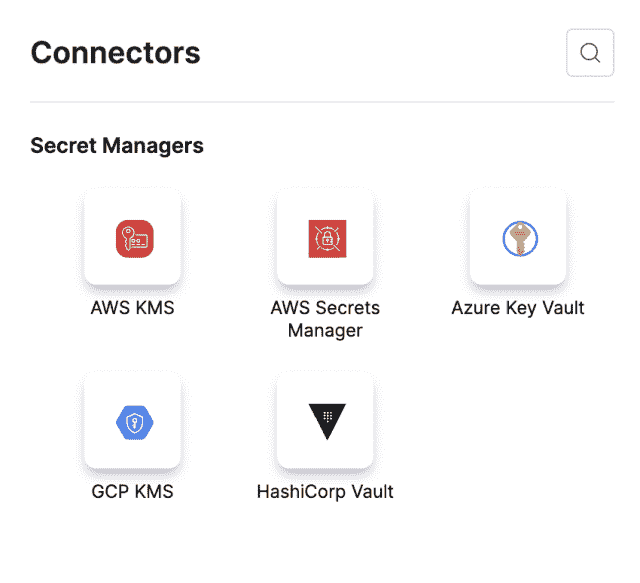 Connectors
Secret Managers
AWS KMS
AWS Secrets
Manager
Azure Key Vault
GCP KMS
HashiCorp Vault